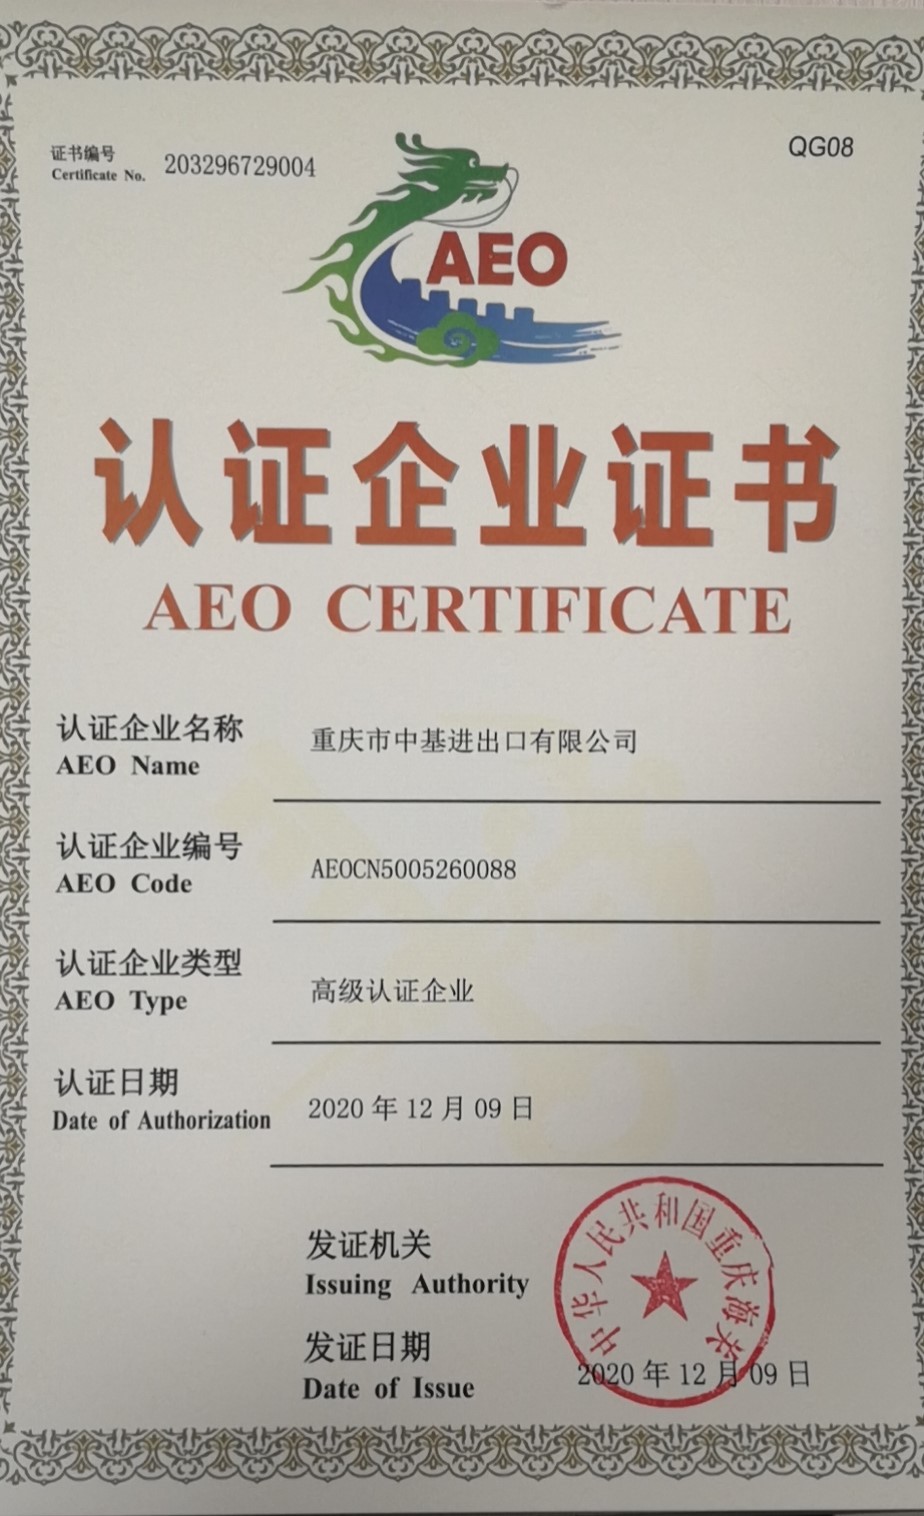 证书编号
Certificate No. 203296729004
QG08
AEO
认证企业证书
AEO CERTIFICATE
认证企业名称
AEO Name
重庆市中基进出口有限公司
认证企业编号
AEO Code
AEOCN5005260088
认证企业类型
AEO Type
高级认证企业
认证日期
Date of Authorization
2020 年 12 月 09 日
发证机关
Issuing Authority
中华人民共和国重庆海关
发证日期
Date of Issue
2020 年 12 月 09 日